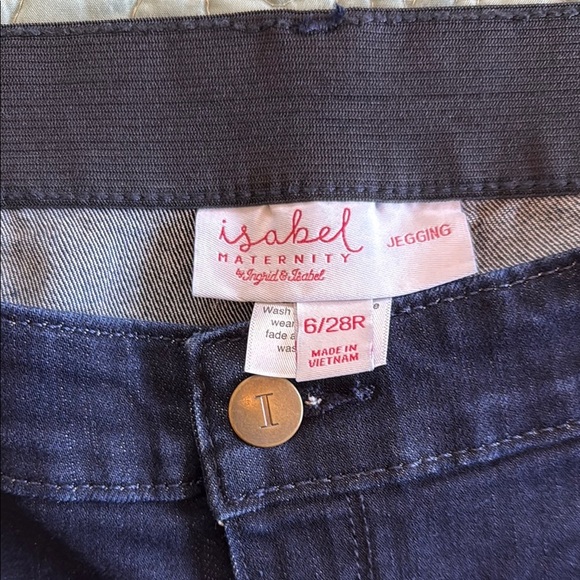 isabel
MATERNITY
by Ingrid & Isabel
JEGGING
Wash
wear
fade a
was
e
6/28R
MADE IN
VIETNAM
I